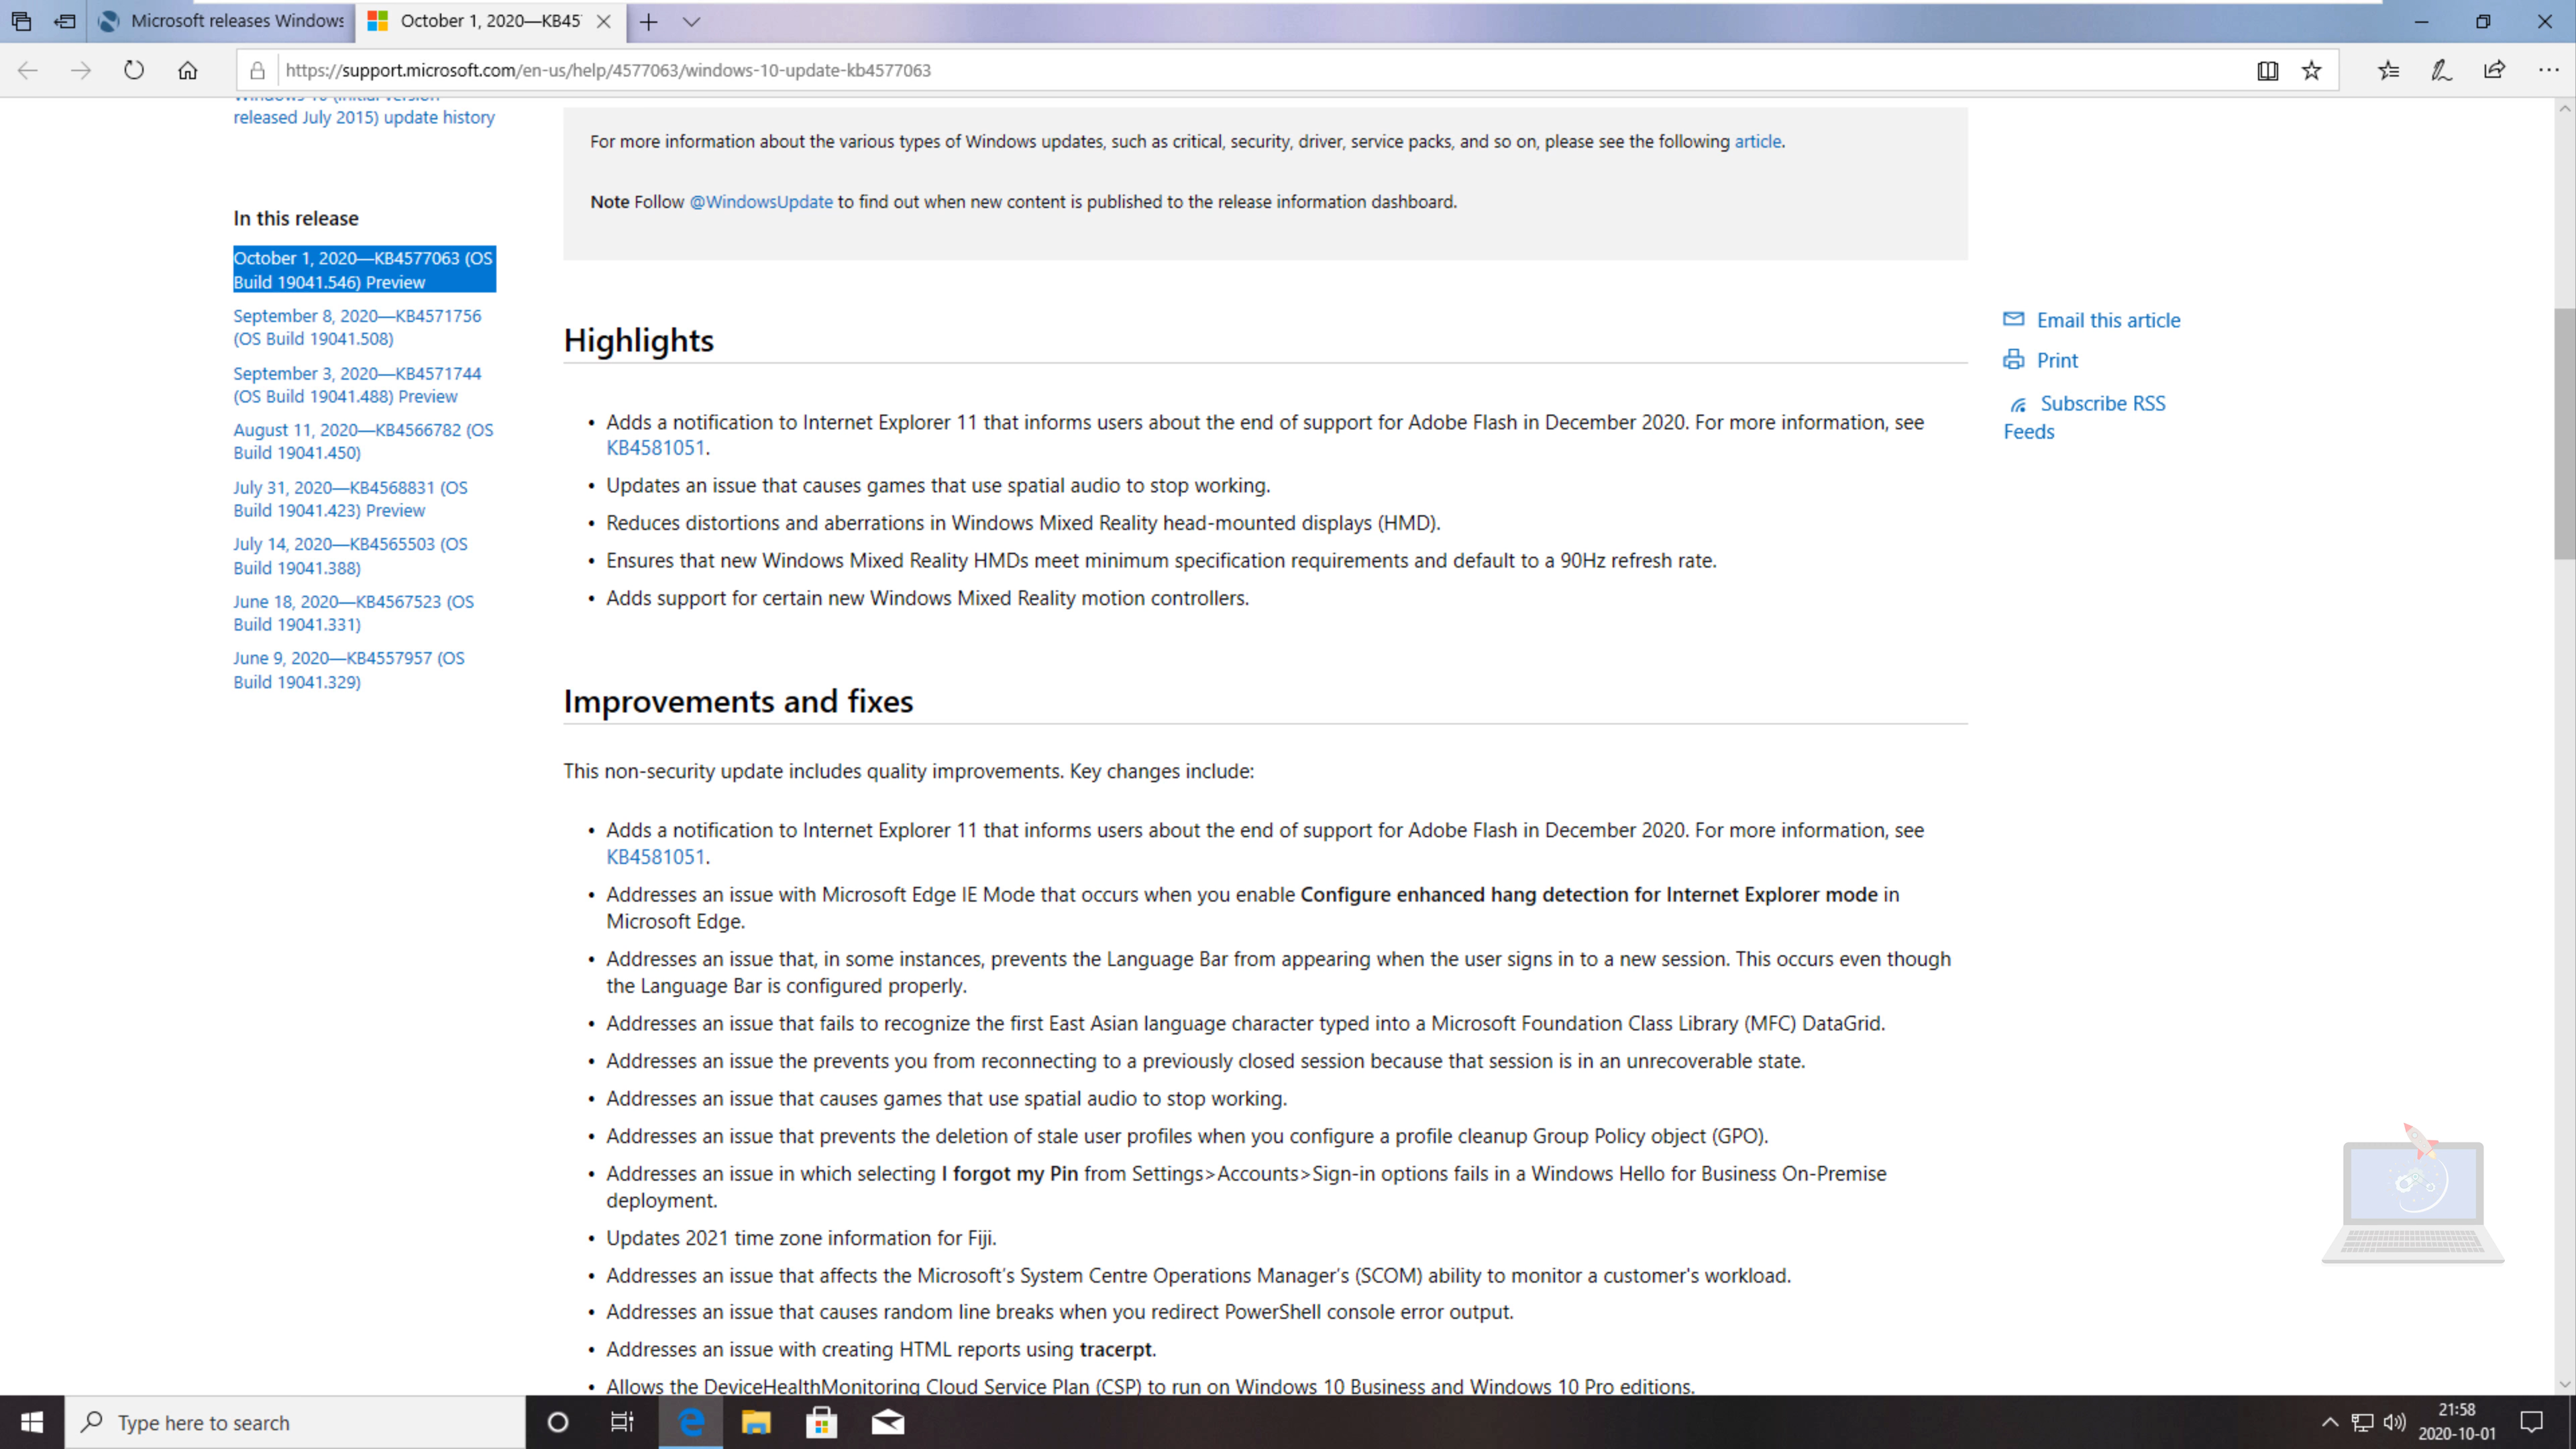 Microsoft releases Windows
October 1, 2020—KB45
https://support.microsoft.com/en-us/help/4577063/windows-10-update-kb4577063
Windows 10 (initial version
released July 2015) update history
In this release
October 1, 2020—KB4577063 (OS
Build 19041.546) Preview
September 8, 2020—KB4571756
(OS Build 19041.508)
September 3, 2020—KB4571744
(OS Build 19041.488) Preview
August 11, 2020—KB4566782 (OS
Build 19041.450)
July 31, 2020—KB4568831 (OS
Build 19041.423) Preview
July 14, 2020—KB4565503 (OS
Build 19041.388)
June 18, 2020—KB4567523 (OS
Build 19041.331)
June 9, 2020—KB4557957 (OS
Build 19041.329)
For more information about the various types of Windows updates, such as critical, security, driver, service packs, and so on, please see the following article.
Note Follow @WindowsUpdate to find out when new content is published to the release information dashboard.
Highlights
• Adds a notification to Internet Explorer 11 that informs users about the end of support for Adobe Flash in December 2020. For more information, see
KB4581051.
• Updates an issue that causes games that use spatial audio to stop working.
• Reduces distortions and aberrations in Windows Mixed Reality head-mounted displays (HMD).
• Ensures that new Windows Mixed Reality HMDs meet minimum specification requirements and default to a 90Hz refresh rate.
• Adds support for certain new Windows Mixed Reality motion controllers.
Improvements and fixes
This non-security update includes quality improvements. Key changes include:
• Adds a notification to Internet Explorer 11 that informs users about the end of support for Adobe Flash in December 2020. For more information, see
KB4581051.
• Addresses an issue with Microsoft Edge IE Mode that occurs when you enable Configure enhanced hang detection for Internet Explorer mode in
Microsoft Edge.
• Addresses an issue that, in some instances, prevents the Language Bar from appearing when the user signs in to a new session. This occurs even though
the Language Bar is configured properly.
• Addresses an issue that fails to recognize the first East Asian language character typed into a Microsoft Foundation Class Library (MFC) DataGrid.
• Addresses an issue the prevents you from reconnecting to a previously closed session because that session is in an unrecoverable state.
• Addresses an issue that causes games that use spatial audio to stop working.
• Addresses an issue that prevents the deletion of stale user profiles when you configure a profile cleanup Group Policy object (GPO).
• Addresses an issue in which selecting I forgot my Pin from Settings>Accounts>Sign-in options fails in a Windows Hello for Business On-Premise
deployment.
• Updates 2021 time zone information for Fiji.
• Addresses an issue that affects the Microsoft's System Centre Operations Manager's (SCOM) ability to monitor a customer's workload.
• Addresses an issue that causes random line breaks when you redirect PowerShell console error output.
• Addresses an issue with creating HTML reports using tracerpt.
• Allows the DeviceHealthMonitoring Cloud Service Plan (CSP) to run on Windows 10 Business and Windows 10 Pro editions.
Email this article
Print
Subscribe RSS
Feeds
Type here to search
21:58
2020-10-01